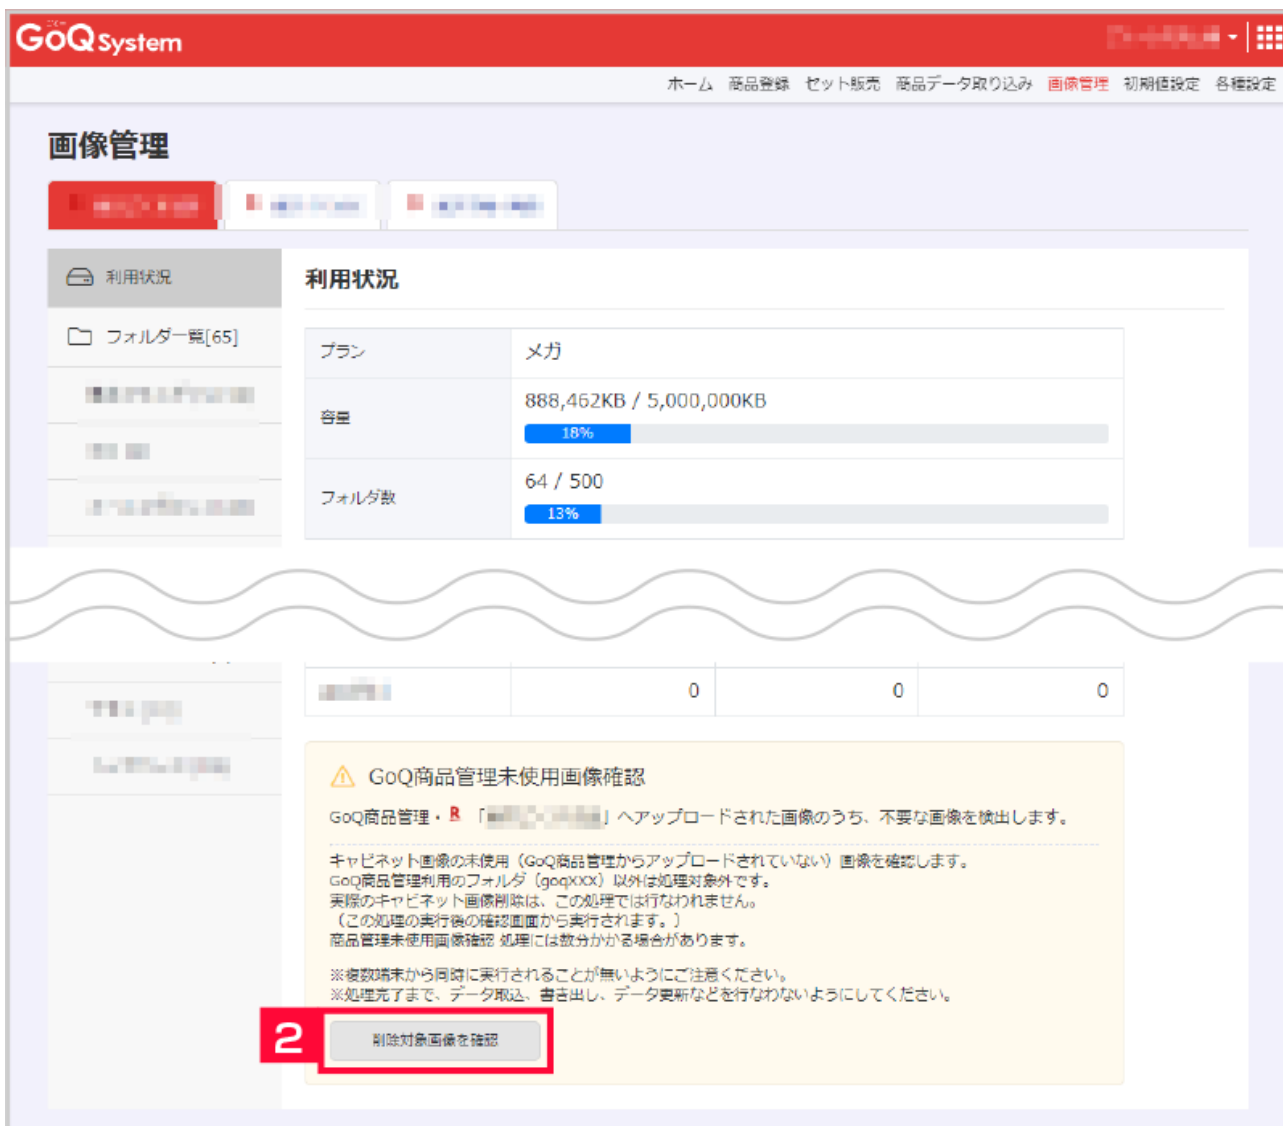 GoQSystem
ホーム 商品登録 セット販売 商品データ取り込み 画像管理 初期値設定 各種設定
画像管理
利用状況
利用状況
フォルダ一覧[65]
プラン メガ
容量 888,462KB / 5,000,000KB
18%
フォルダ数 64 / 500
13%
0 0 0
GoQ商品管理未使用画像確認
GoQ商品管理・R「 」へアップロードされた画像のうち、不要な画像を検出します。
キャビネット画像の未使用（GoQ商品管理からアップロードされていない）画像を確認します。
GoQ商品管理利用のフォルダ（goqXXX）以外は処理対象外です。
実際のキャビネット画像削除は、この処理では行なわれません。
（この処理の実行後の確認画面から実行されます。）
商品管理未使用画像確認 処理には数分かかる場合があります。
※複数端末から同時に実行されることが無いようにご注意ください。
※処理完了まで、データ取込、書き出し、データ更新などを行なわないようにしてください。
2 削除対象画像を確認